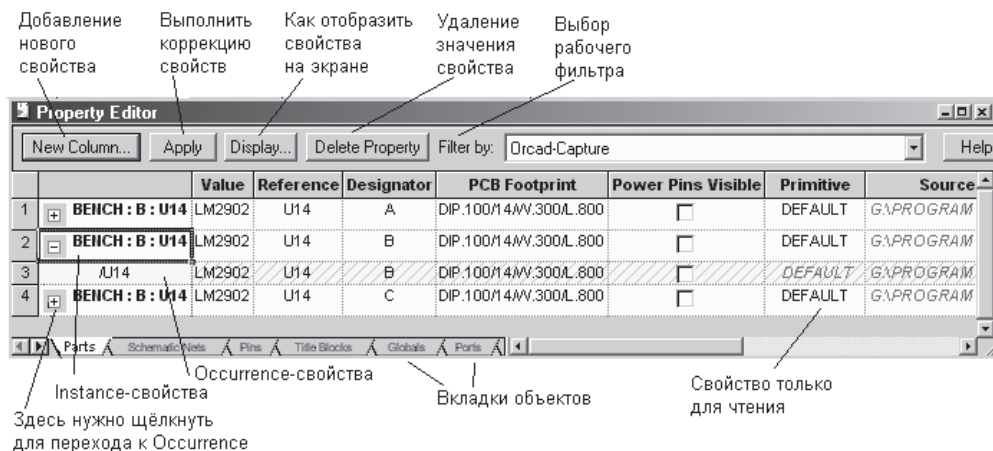 Добавление нового свойства
Выполнить коррекцию свойств
Как отобразить свойства на экране
Удаление значения свойства
Выбор рабочего фильтра
Property Editor
New Column... Apply Display... Delete Property Filter by: Orcad-Capture Help
Value Reference Designator PCB Footprint Power Pins Visible Primitive Source
1 BENCH : B : U14 LM2902 U14 A DIP.100/14/W.300/L.800 DEFAULT G:\PROGRAM
2 BENCH : B : U14 LM2902 U14 B DIP.100/14/W.300/L.800 DEFAULT G:\PROGRAM
3 /U14 LM2902 U14 B DIP.100/14/W.300/L.800 DEFAULT G:\PROGRAM
4 BENCH : B : U14 LM2902 U14 C DIP.100/14/W.300/L.800 DEFAULT G:\PROGRAM
Parts Schematic Nets Pins Title Blocks Globals Ports
Occurrence-свойства
Instance-свойства
Вкладки объектов
Свойство только для чтения
Здесь нужно щёлкнуть
для перехода к Occurrence